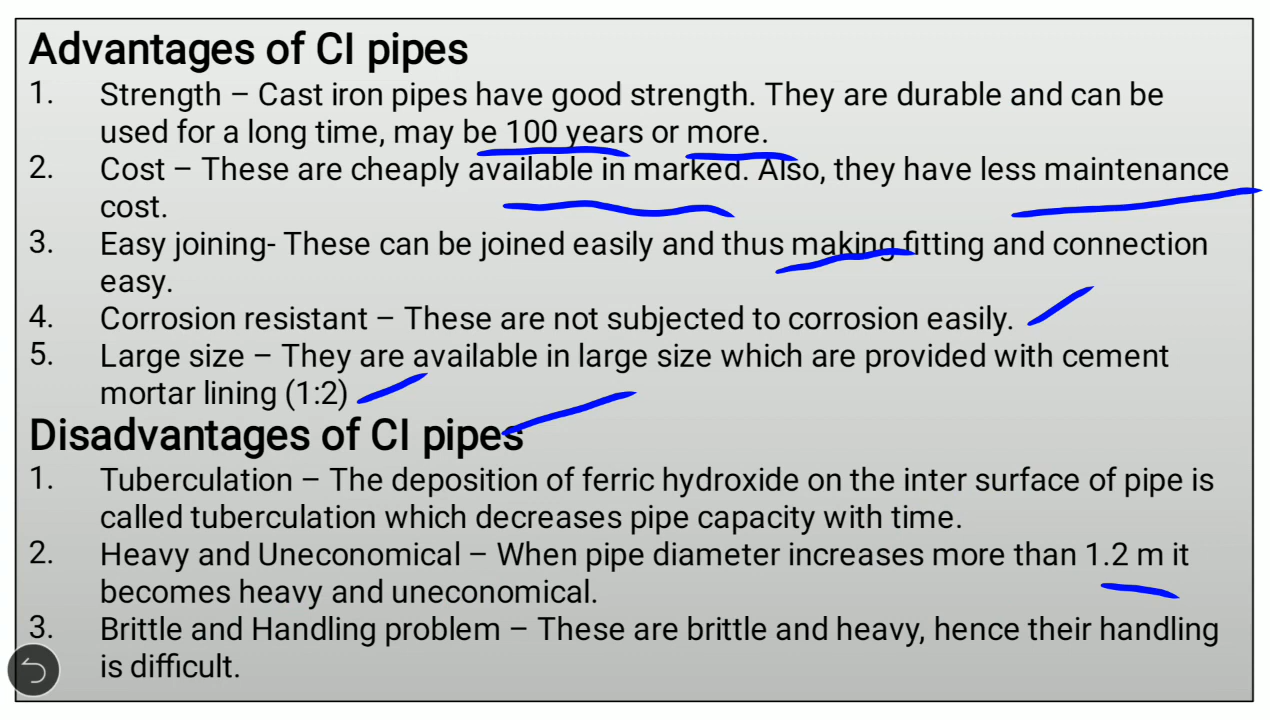 Advantages of CI pipes
1. Strength – Cast iron pipes have good strength. They are durable and can be
used for a long time, may be 100 years or more.
2. Cost – These are cheaply available in marked. Also, they have less maintenance
cost.
3. Easy joining- These can be joined easily and thus making fitting and connection
easy.
4. Corrosion resistant – These are not subjected to corrosion easily.
5. Large size – They are available in large size which are provided with cement
mortar lining (1:2)
Disadvantages of CI pipes
1. Tuberculation – The deposition of ferric hydroxide on the inter surface of pipe is
called tuberculation which decreases pipe capacity with time.
2. Heavy and Uneconomical – When pipe diameter increases more than 1.2 m it
becomes heavy and uneconomical.
3. Brittle and Handling problem – These are brittle and heavy, hence their handling
is difficult.